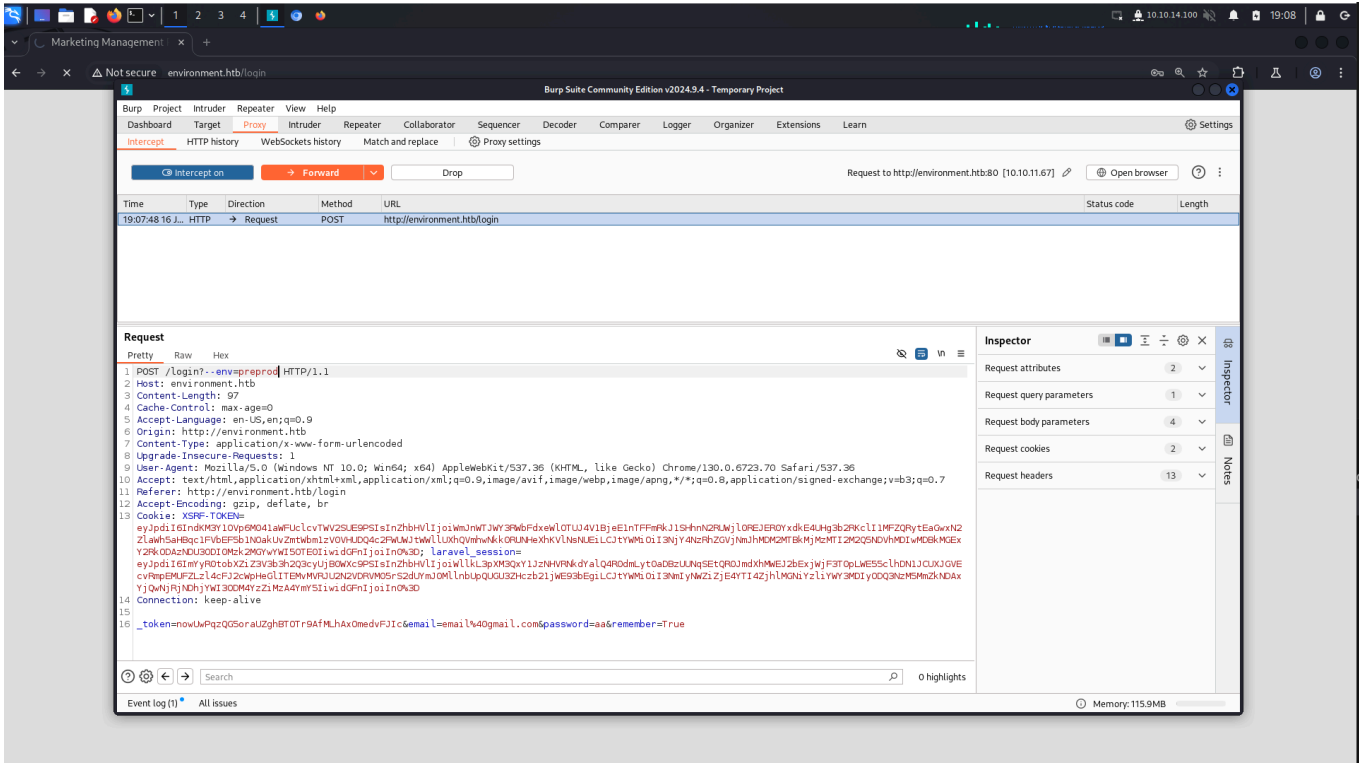 1 2 3 4 10.10.14.100 19:08
Marketing Management
Not secure environment.htb/login
Burp Suite Community Edition v2024.9.4 - Temporary Project
Burp Project Intruder Repeater View Help
Dashboard Target Proxy Intruder Repeater Collaborator Sequencer Decoder Comparer Logger Organizer Extensions Learn Settings
Intercept HTTP history WebSockets history Match and replace Proxy settings
Intercept on Forward Drop Request to http://environment.htb:80 [10.10.11.67] Open browser
Time Type Direction Method URL Status code Length
19:07:48 16 J... HTTP → Request POST http://environment.htb/login
Request
Pretty Raw Hex \n
1 POST /login?--env=preprod HTTP/1.1
2 Host: environment.htb
3 Content-Length: 97
4 Cache-Control: max-age=0
5 Accept-Language: en-US,en;q=0.9
6 Origin: http://environment.htb
7 Content-Type: application/x-www-form-urlencoded
8 Upgrade-Insecure-Requests: 1
9 User-Agent: Mozilla/5.0 (Windows NT 10.0; Win64; x64) AppleWebKit/537.36 (KHTML, like Gecko) Chrome/130.0.6723.70 Safari/537.36
10 Accept: text/html,application/xhtml+xml,application/xml;q=0.9,image/avif,image/webp,image/apng,*/*;q=0.8,application/signed-exchange;v=b3;q=0.7
11 Referer: http://environment.htb/login
12 Accept-Encoding: gzip, deflate, br
13 Cookie: XSRF-TOKEN=
laravel_session=
14 Connection: keep-alive
15
16 &email=email%40gmail.com&password=aa&remember=True
Search 0 highlights
Event log (1) All issues Memory: 115.9MB
Inspector
Request attributes 2
Request query parameters 1
Request body parameters 4
Request cookies 2
Request headers 13
Inspector
Notes